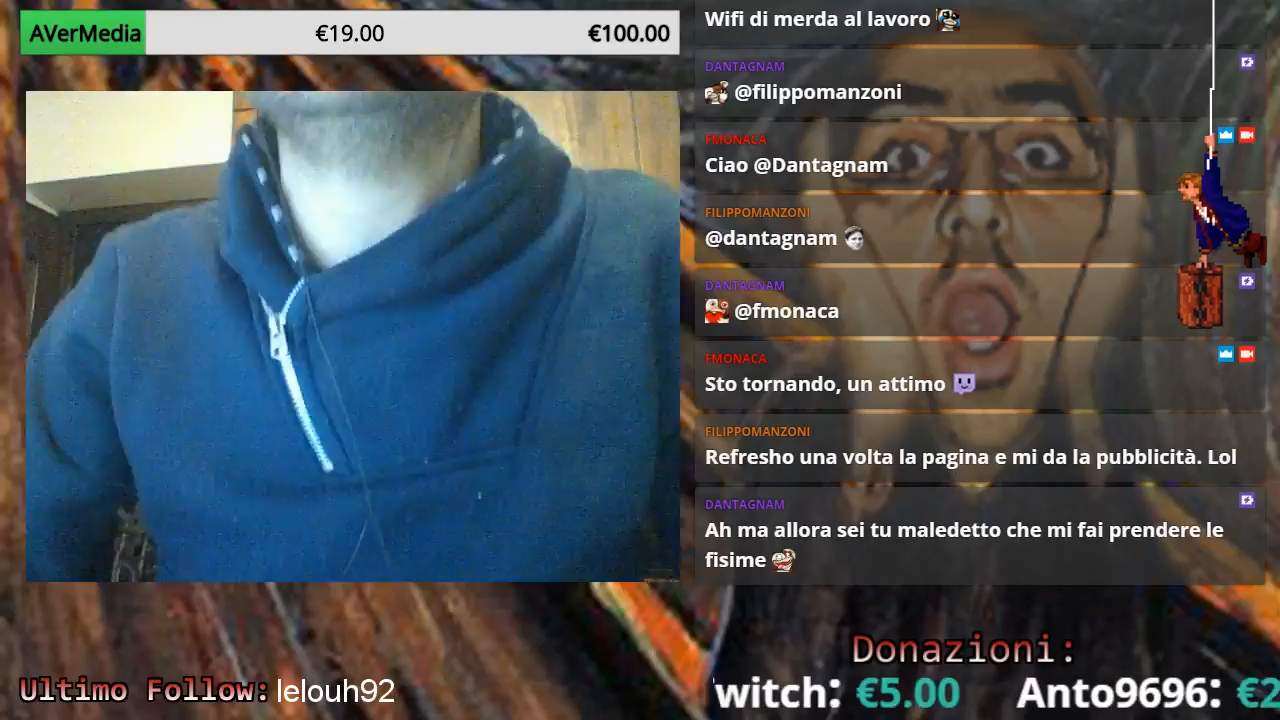 AVerMedia €19.00 €100.00
Wifi di merda al lavoro
DANTAGNAM
@filippomanzoni
FMONACA
Ciao @Dantagnam
FILIPPOMANZONI
@dantagnam
DANTAGNAM
@fmonaca
FMONACA
Sto tornando, un attimo
FILIPPOMANZONI
Refresho una volta la pagina e mi da la pubblicità. Lol
DANTAGNAM
Ah ma allora sei tu maledetto che mi fai prendere le
fisime
Donazioni:
witch: €5.00 Anto9696: €2
Ultimo Follow: lelouh92